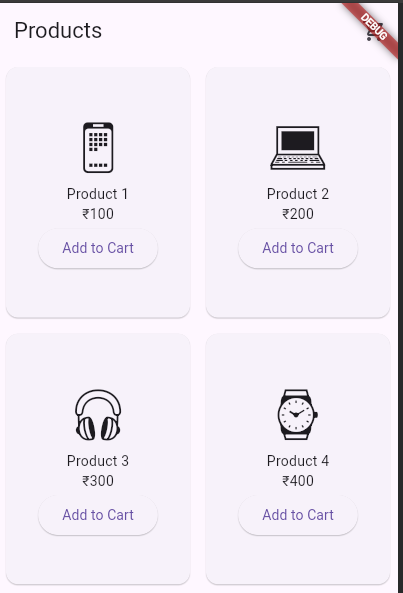 Products
DEBUG
Product 1
₹100
Add to Cart
Product 2
₹200
Add to Cart
Product 3
₹300
Add to Cart
Product 4
₹400
Add to Cart